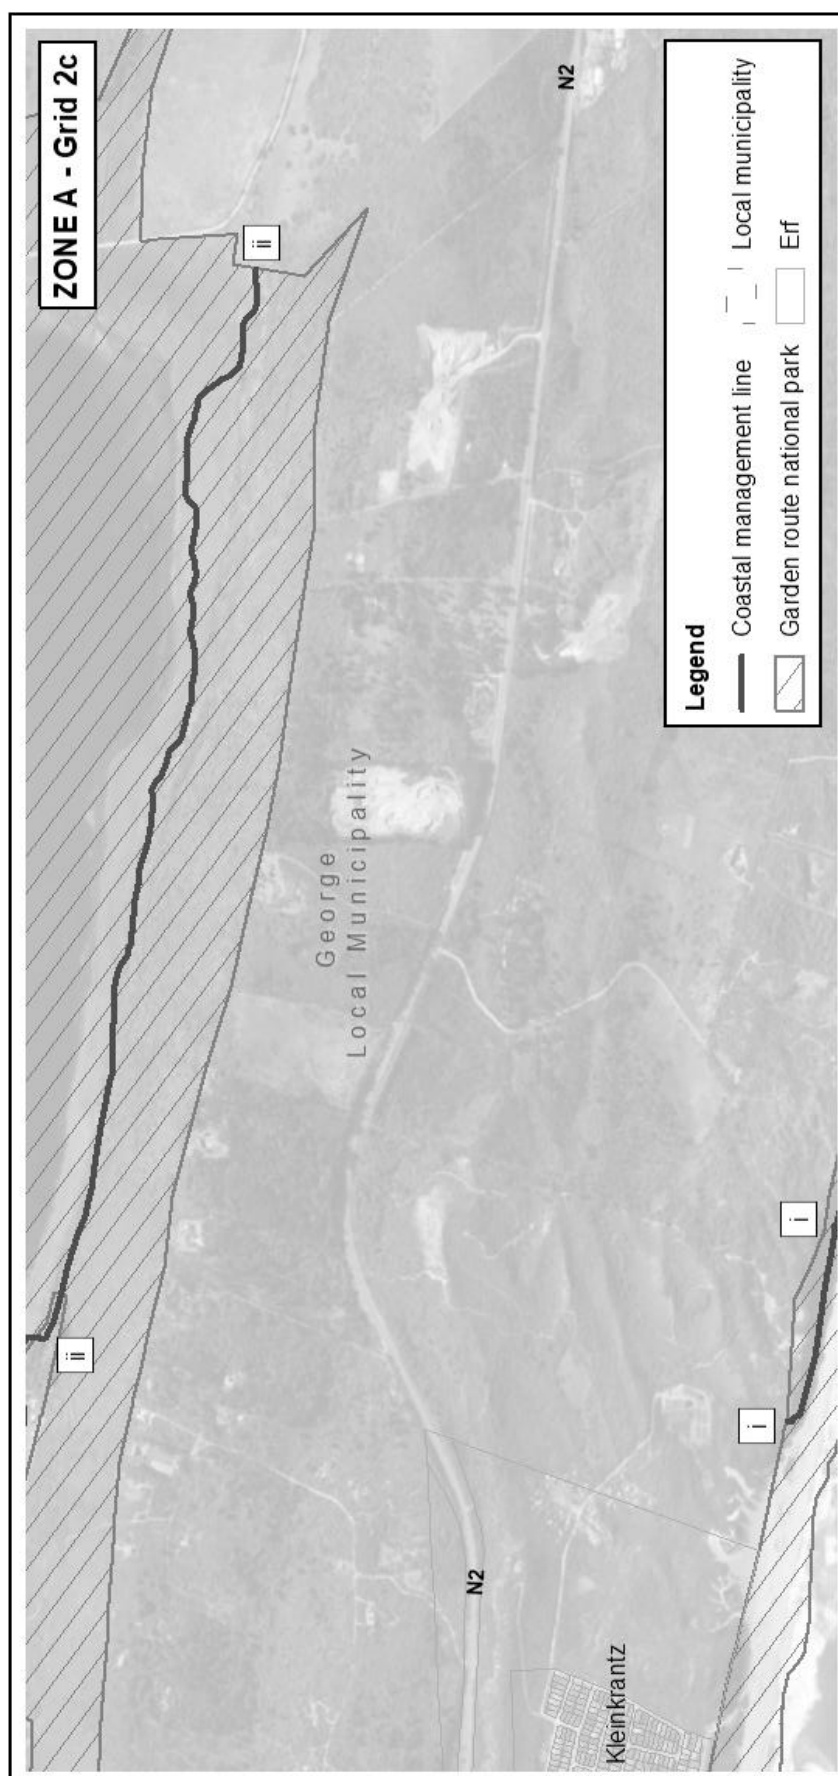 ZONE A - Grid 2c
ii
N2
George
Local Municipality
ii
i
i
N2
Kleinkrantz
Legend
Coastal management line
Local municipality
Garden route national park
Erf